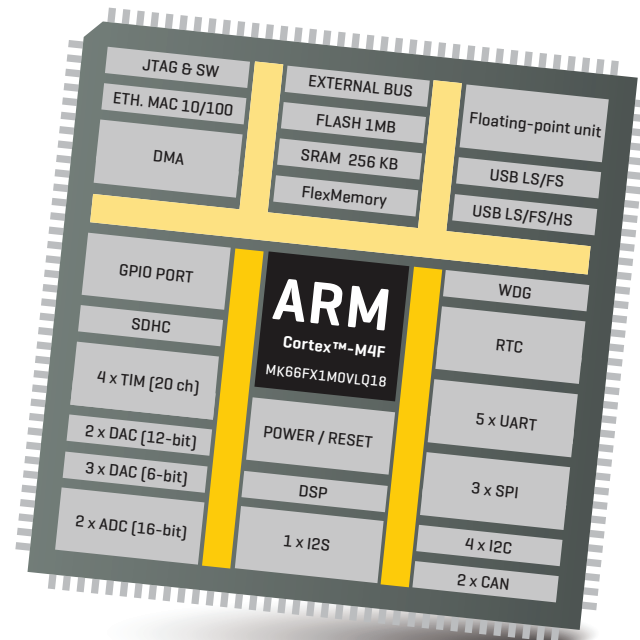 JTAG & SW
ETH. MAC 10/100
DMA
EXTERNAL BUS
FLASH 1MB
SRAM 256 KB
FlexMemory
Floating-point unit
USB LS/FS
USB LS/FS/HS
GPIO PORT
SDHC
4 x TIM (20 ch)
2 x DAC (12-bit)
3 x DAC (6-bit)
2 x ADC (16-bit)
ARM
Cortex™-M4F
MK66FX1M0VLQ18
POWER / RESET
DSP
1 x I2S
WDG
RTC
5 x UART
3 x SPI
4 x I2C
2 x CAN